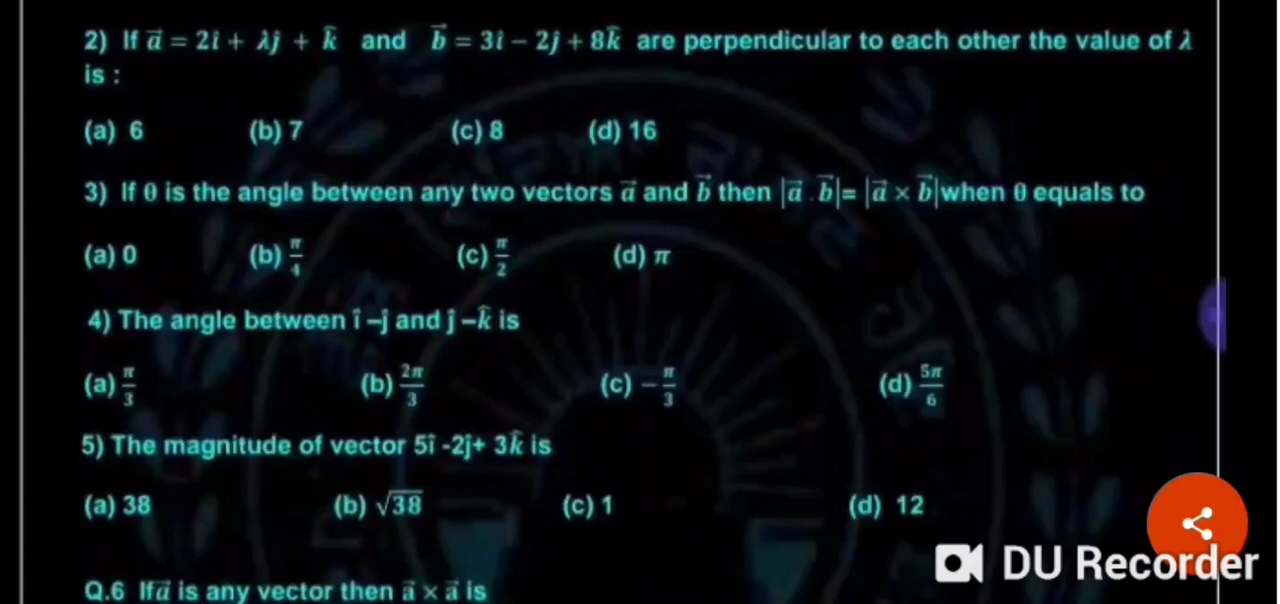 2) If a⃗ = 2î + λĵ + k̂ and b⃗ = 3î − 2ĵ + 8k̂ are perpendicular to each other the value of λ
is :
(a) 6 (b) 7 (c) 8 (d) 16
3) If θ is the angle between any two vectors a⃗ and b⃗ then |a⃗ . b⃗|= |a⃗ × b⃗|when θ equals to
(a) 0 (b) π/4 (c) π/2 (d) π
4) The angle between î –ĵ and ĵ –k̂ is
(a) π/3 (b) 2π/3 (c) −π/3 (d) 5π/6
5) The magnitude of vector 5î -2ĵ+ 3k̂ is
(a) 38 (b) √38 (c) 1 (d) 12
DU Recorder
Q.6 Ifa⃗ is any vector then a⃗ × a⃗ is